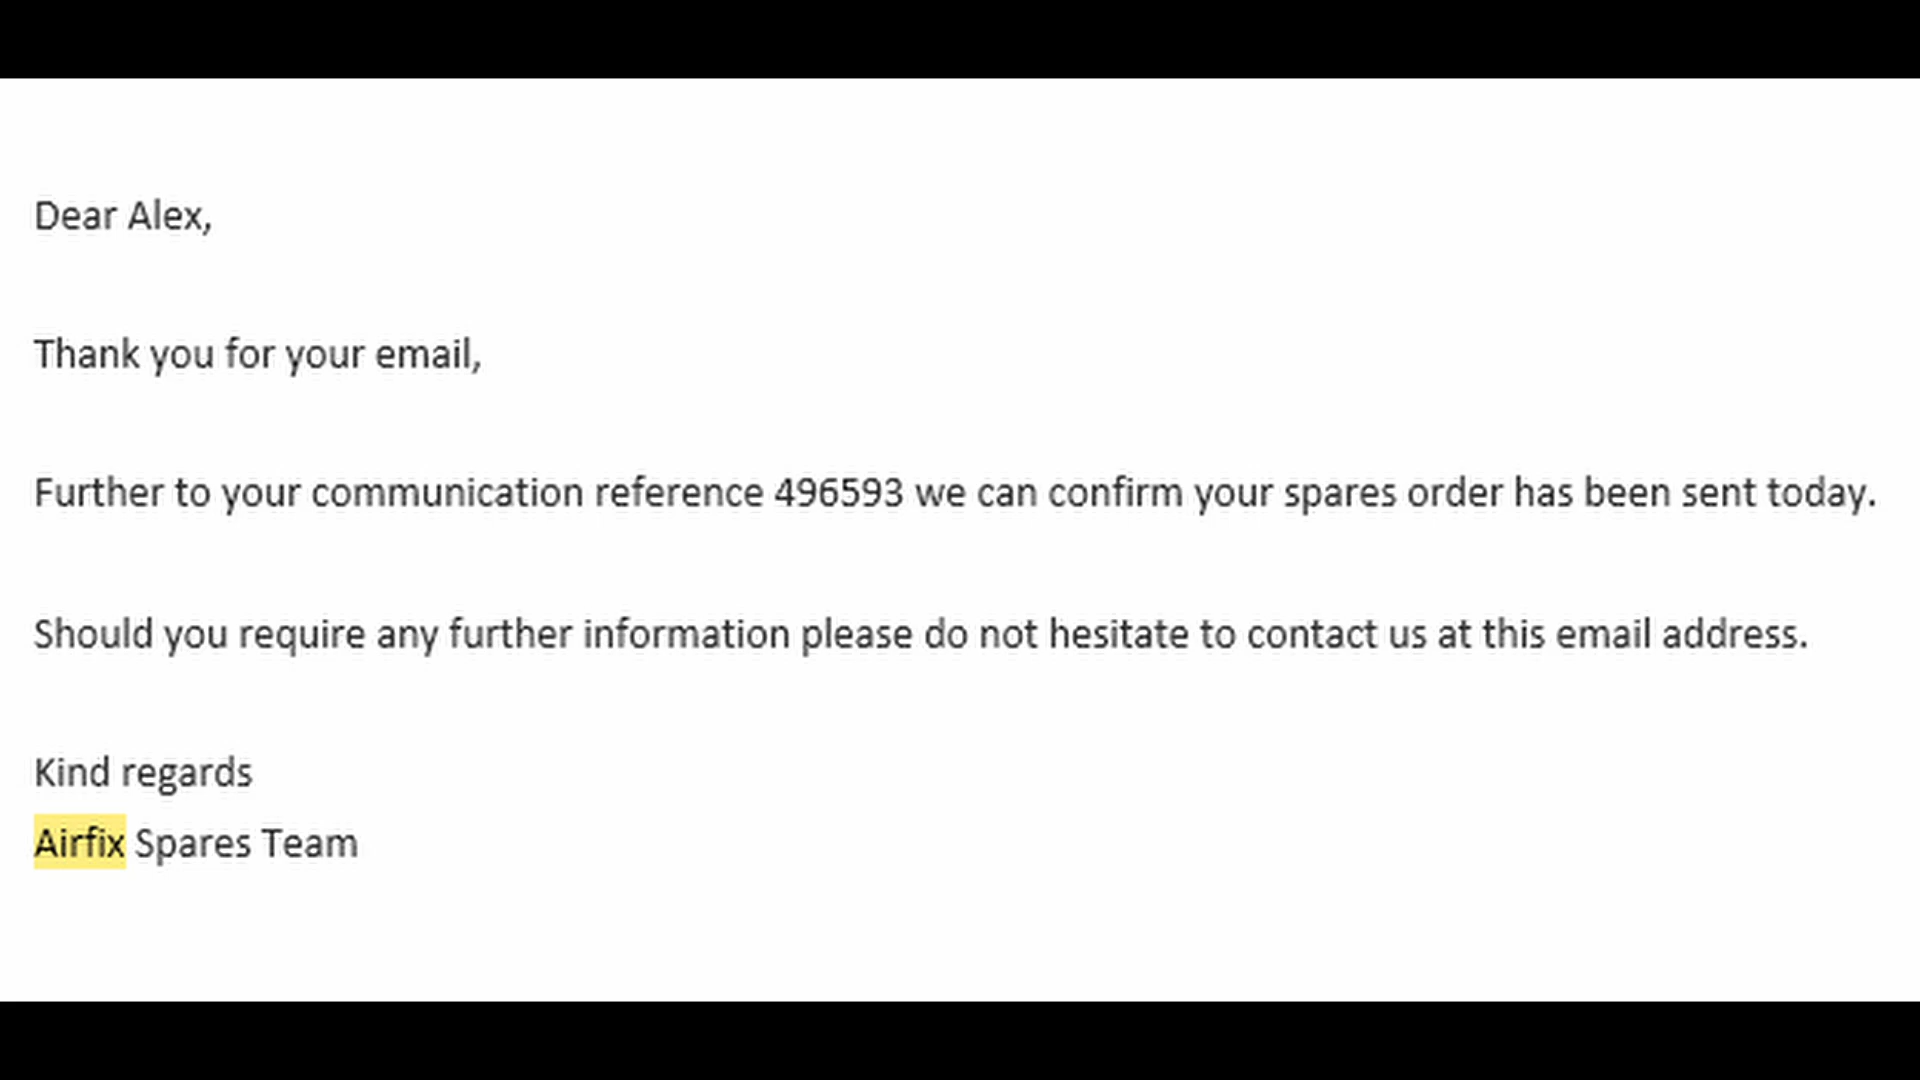 Dear Alex,
Thank you for your email,
Further to your communication reference 496593 we can confirm your spares order has been sent today.
Should you require any further information please do not hesitate to contact us at this email address.
Kind regards
Airfix Spares Team